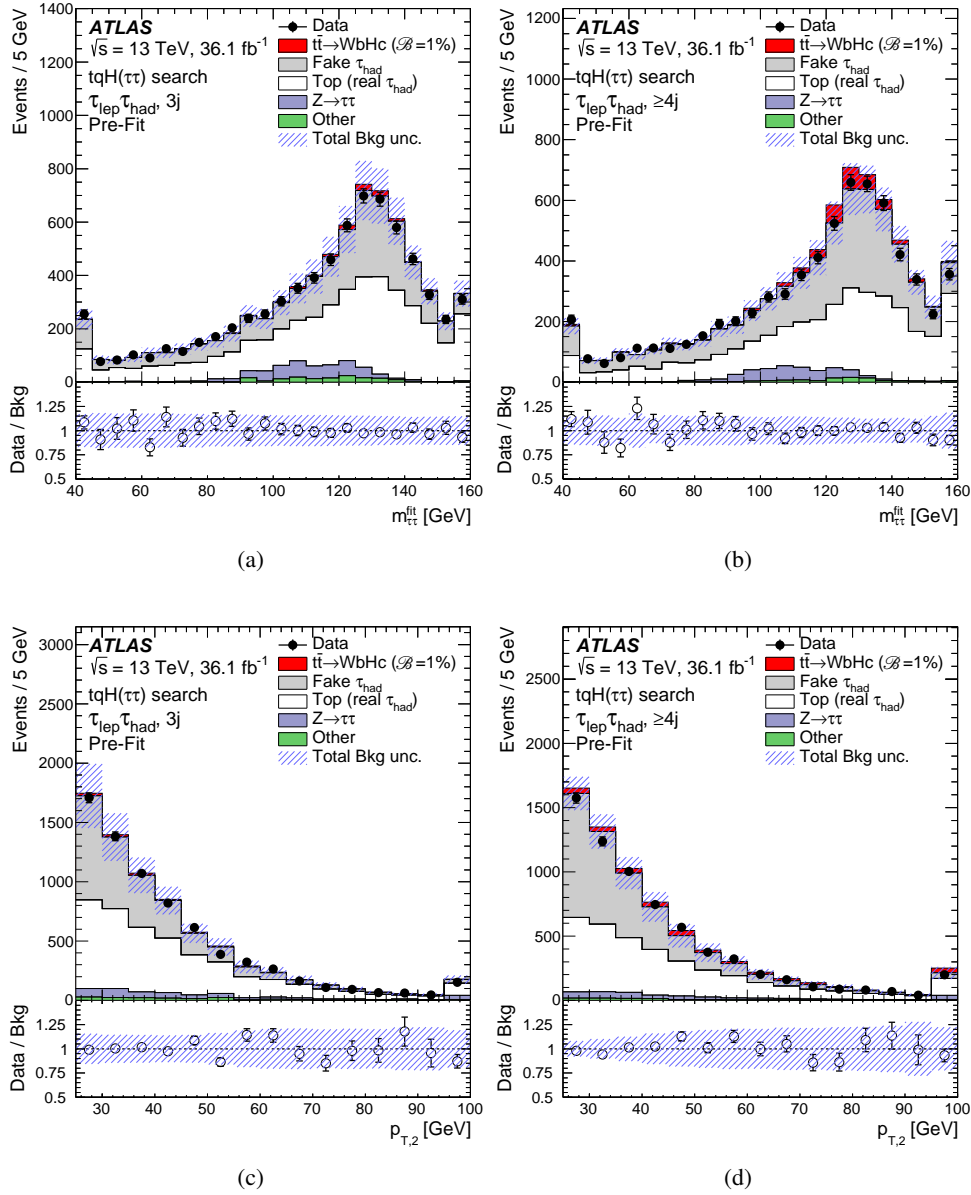 Events / 5 GeV
1400
1200
1000
800
600
400
200
0
ATLAS
√s = 13 TeV, 36.1 fb⁻¹
tqH(ττ) search
τlepτhad, 3j
Pre-Fit
Data
tt̄→WbHc (ℬ=1%)
Fake τhad
Top (real τhad)
Z→ττ
Other
Total Bkg unc.
Data / Bkg
1.25
1
0.75
0.5
40 60 80 100 120 140 160
m^fit_ττ [GeV]
(a)
Events / 5 GeV
1200
1000
800
600
400
200
0
ATLAS
√s = 13 TeV, 36.1 fb⁻¹
tqH(ττ) search
τlepτhad, ≥4j
Pre-Fit
Data
tt̄→WbHc (ℬ=1%)
Fake τhad
Top (real τhad)
Z→ττ
Other
Total Bkg unc.
Data / Bkg
1.25
1
0.75
0.5
40 60 80 100 120 140 160
m^fit_ττ [GeV]
(b)
Events / 5 GeV
3000
2500
2000
1500
1000
500
0
ATLAS
√s = 13 TeV, 36.1 fb⁻¹
tqH(ττ) search
τlepτhad, 3j
Pre-Fit
Data
tt̄→WbHc (ℬ=1%)
Fake τhad
Top (real τhad)
Z→ττ
Other
Total Bkg unc.
Data / Bkg
1.25
1
0.75
0.5
30 40 50 60 70 80 90 100
p_T,2 [GeV]
(c)
Events / 5 GeV
2500
2000
1500
1000
500
0
ATLAS
√s = 13 TeV, 36.1 fb⁻¹
tqH(ττ) search
τlepτhad, ≥4j
Pre-Fit
Data
tt̄→WbHc (ℬ=1%)
Fake τhad
Top (real τhad)
Z→ττ
Other
Total Bkg unc.
Data / Bkg
1.25
1
0.75
0.5
30 40 50 60 70 80 90 100
p_T,2 [GeV]
(d)